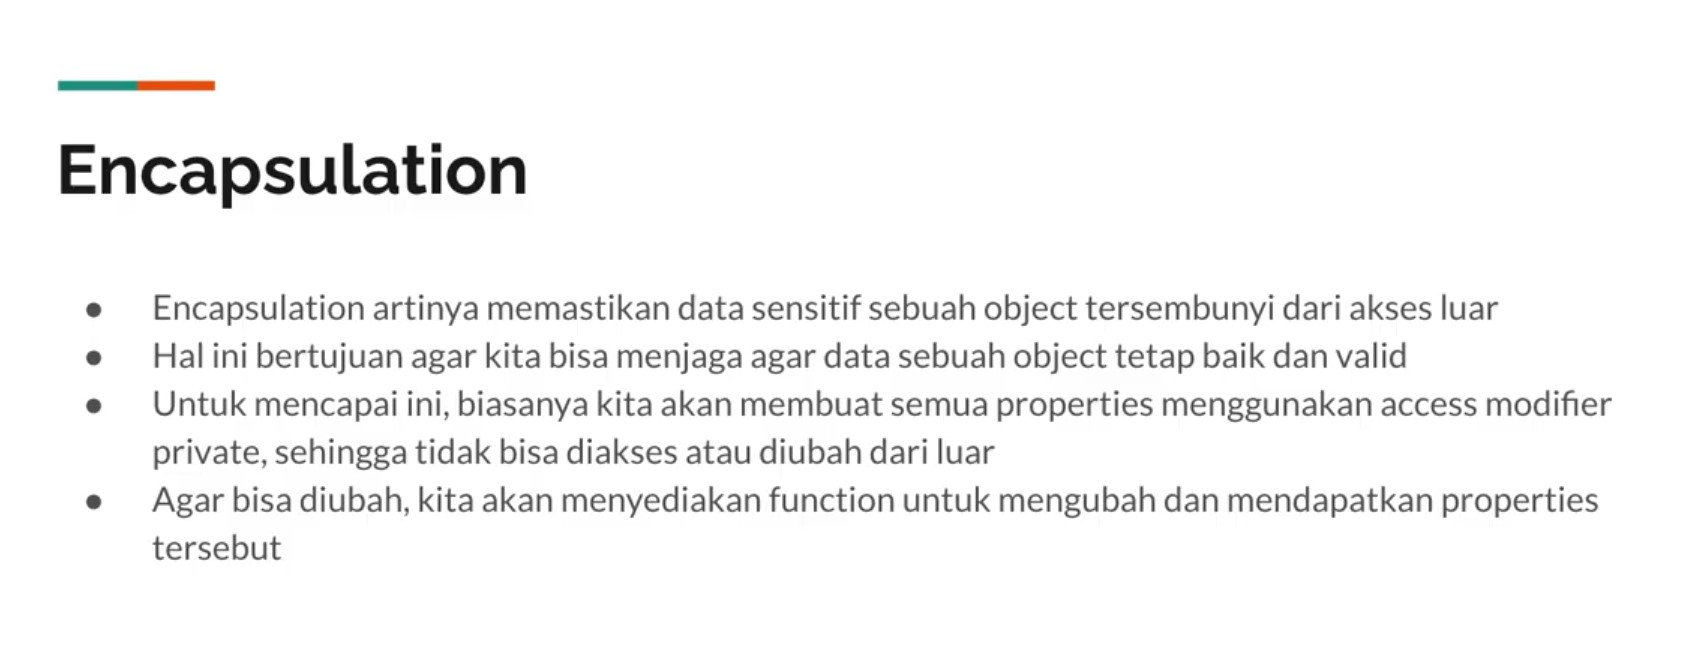 Encapsulation
● Encapsulation artinya memastikan data sensitif sebuah object tersembunyi dari akses luar
● Hal ini bertujuan agar kita bisa menjaga agar data sebuah object tetap baik dan valid
● Untuk mencapai ini, biasanya kita akan membuat semua properties menggunakan access modifier
private, sehingga tidak bisa diakses atau diubah dari luar
● Agar bisa diubah, kita akan menyediakan function untuk mengubah dan mendapatkan properties
tersebut